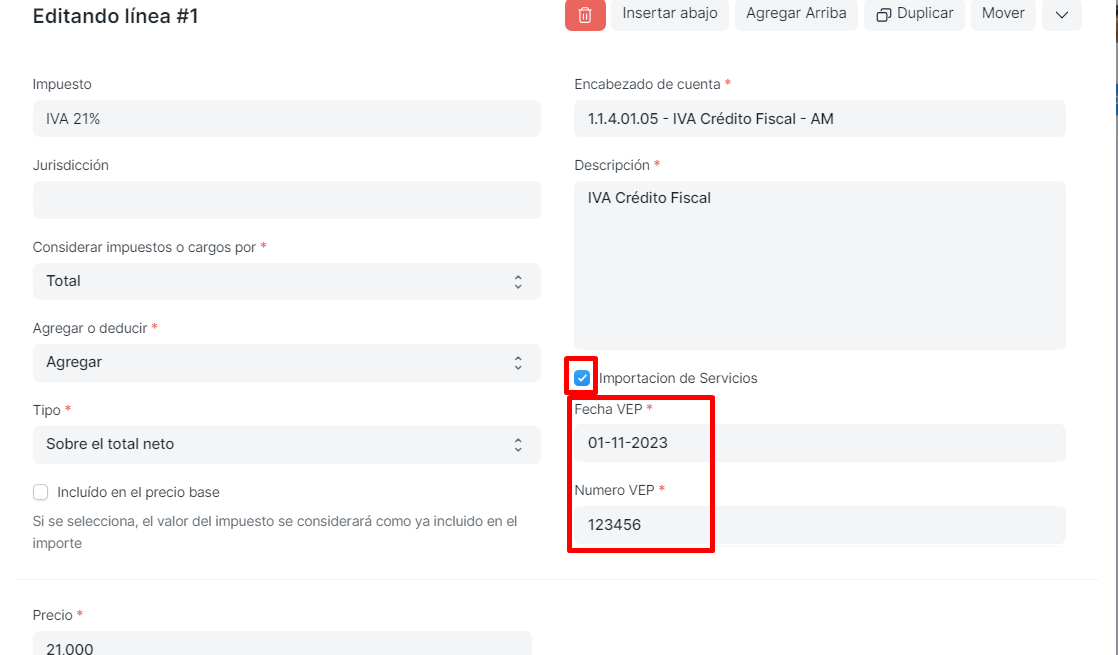 Editando línea #1
Insertar abajo
Agregar Arriba
Duplicar
Mover
Impuesto
IVA 21%
Jurisdicción
Considerar impuestos o cargos por *
Total
Agregar o deducir *
Agregar
Tipo *
Sobre el total neto
Incluído en el precio base
Si se selecciona, el valor del impuesto se considerará como ya incluido en el
importe
Encabezado de cuenta *
1.1.4.01.05 - IVA Crédito Fiscal - AM
Descripción *
IVA Crédito Fiscal
Importacion de Servicios
Fecha VEP *
01-11-2023
Numero VEP *
123456
Precio *
21,000